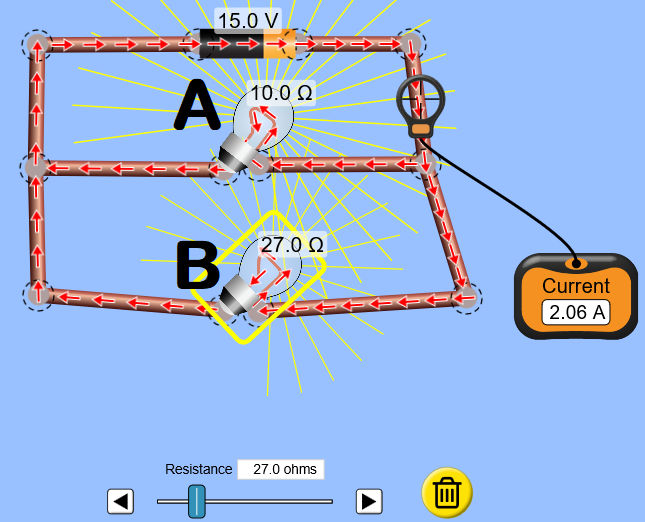 15.0 V
A
10.0 Ω
B
27.0 Ω
Current
2.06 A
Resistance 27.0 ohms